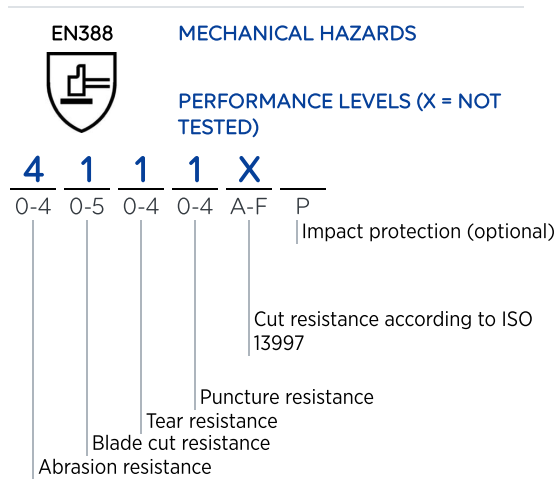 EN388
MECHANICAL HAZARDS
PERFORMANCE LEVELS (X = NOT
TESTED)
4 1 1 1 X
0-4 0-5 0-4 0-4 A-F P
Impact protection (optional)
Cut resistance according to ISO
13997
Puncture resistance
Tear resistance
Blade cut resistance
Abrasion resistance